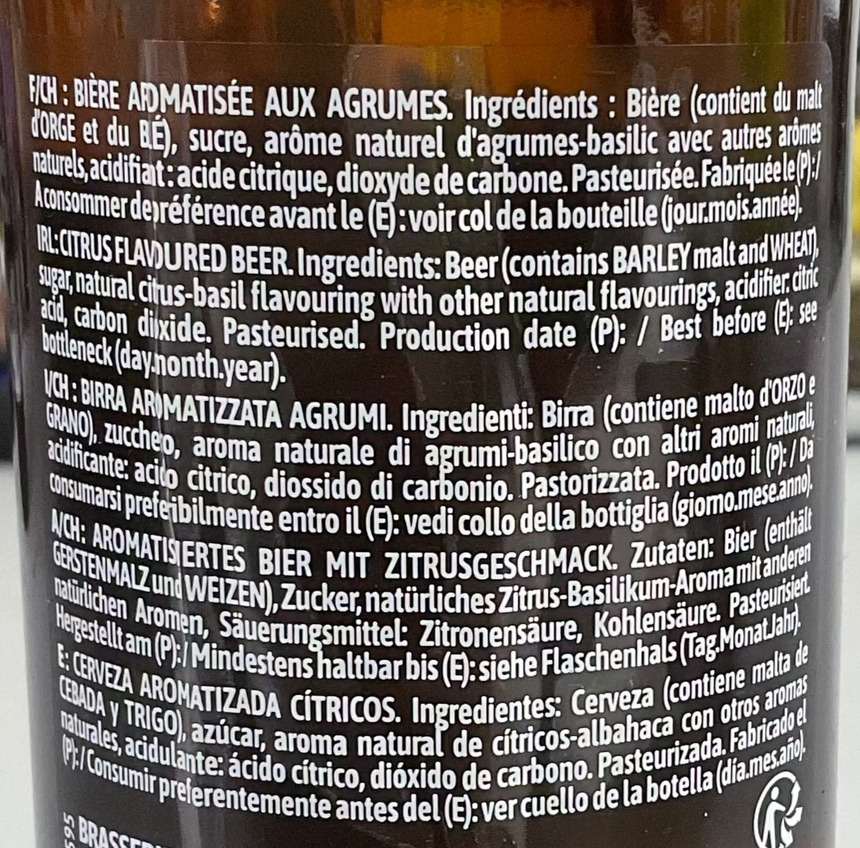 F/CH : BIÈRE AROMATISÉE AUX AGRUMES. Ingrédients : Bière (contient du malt
d'ORGE et du BLÉ), sucre, arôme naturel d'agrumes-basilic avec autres arômes
naturels, acidifiant : acide citrique, dioxyde de carbone. Pasteurisée. Fabriquée le (P): /
A consommer de préférence avant le (E) : voir col de la bouteille (jour.mois.année).
IRL: CITRUS FLAVOURED BEER. Ingredients: Beer (contains BARLEY malt and WHEAT),
sugar, natural citrus-basil flavouring with other natural flavourings, acidifier: citric
acid, carbon dioxide. Pasteurised. Production date (P): / Best before (E): see
bottleneck (day.month.year).
I/CH : BIRRA AROMATIZZATA AGRUMI. Ingredienti: Birra (contiene malto d'ORZO e
GRANO), zucchero, aroma naturale di agrumi-basilico con altri aromi naturali,
acidificante: acido citrico, diossido di carbonio. Pastorizzata. Prodotto il (P): / Da
consumarsi preferibilmente entro il (E): vedi collo della bottiglia (giorno.mese.anno).
A/CH: AROMATISIERTES BIER MIT ZITRUSGESCHMACK. Zutaten: Bier (enthält
GERSTENMALZ und WEIZEN), Zucker, natürliches Zitrus-Basilikum-Aroma mit anderen
natürlichen Aromen, Säuerungsmittel: Zitronensäure, Kohlensäure. Pasteurisiert.
Hergestellt am (P): / Mindestens haltbar bis (E): siehe Flaschenhals (Tag.Monat.Jahr).
E: CERVEZA AROMATIZADA CÍTRICOS. Ingredientes: Cerveza (contiene malta de
CEBADA y TRIGO), azúcar, aroma natural de cítricos-albahaca con otros aromas
naturales, acidulante: ácido cítrico, dióxido de carbono. Pasteurizada. Fabricado el
(P): / Consumir preferentemente antes del (E): ver cuello de la botella (día.mes.año).